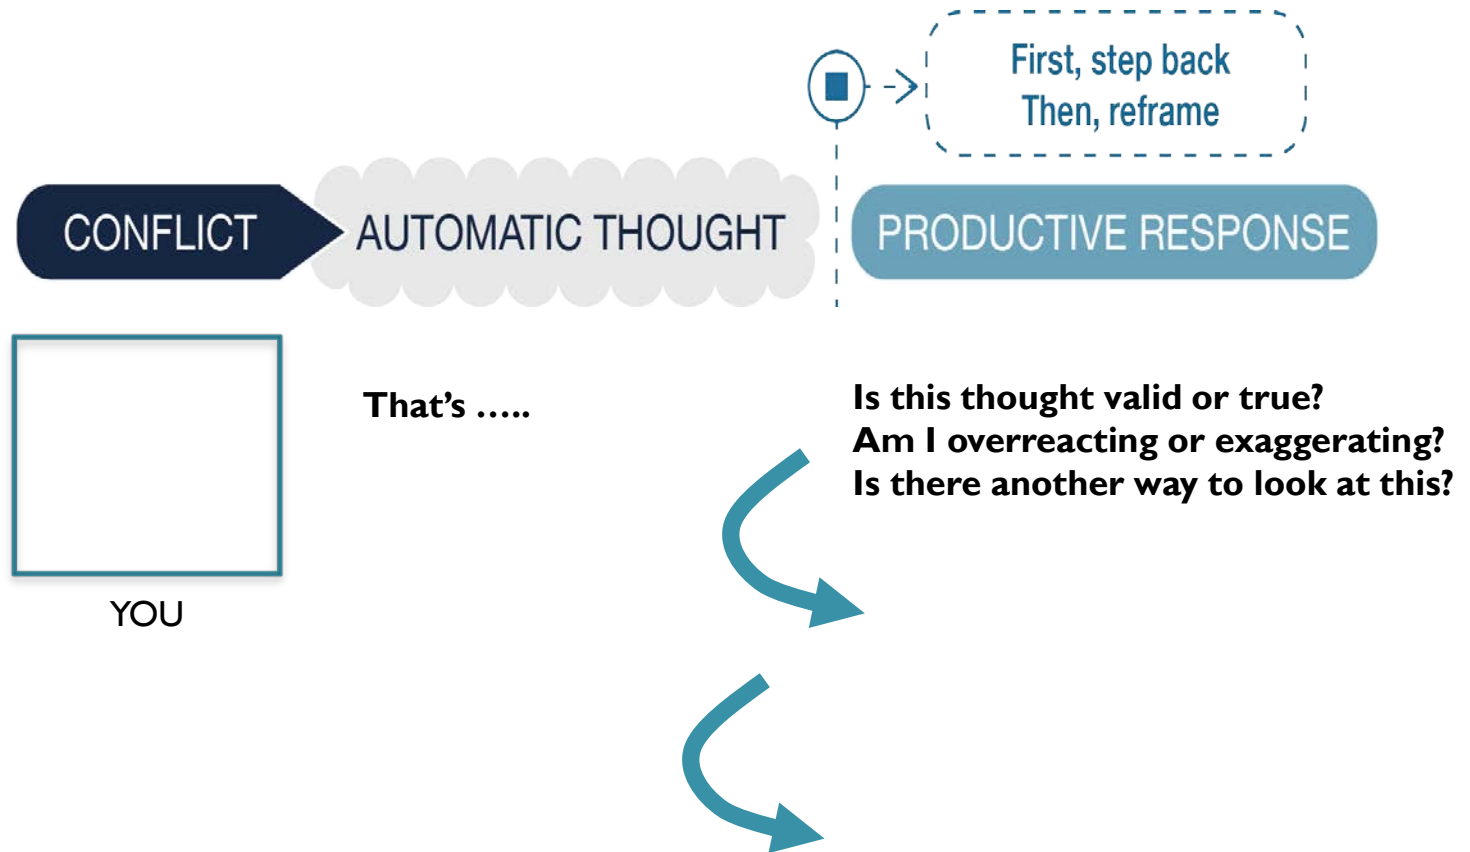 First, step back
Then, reframe
CONFLICT
AUTOMATIC THOUGHT
PRODUCTIVE RESPONSE
That’s …..
Is this thought valid or true?
Am I overreacting or exaggerating?
Is there another way to look at this?
YOU